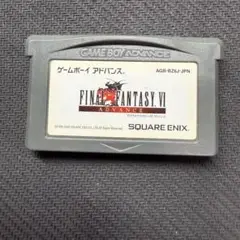 GAME BOY ADVANCE
ゲームボーイ アドバンス
AGB-BZ6J-JPN
FINAL FANTASY VI
ADVANCE
SQUARE ENIX